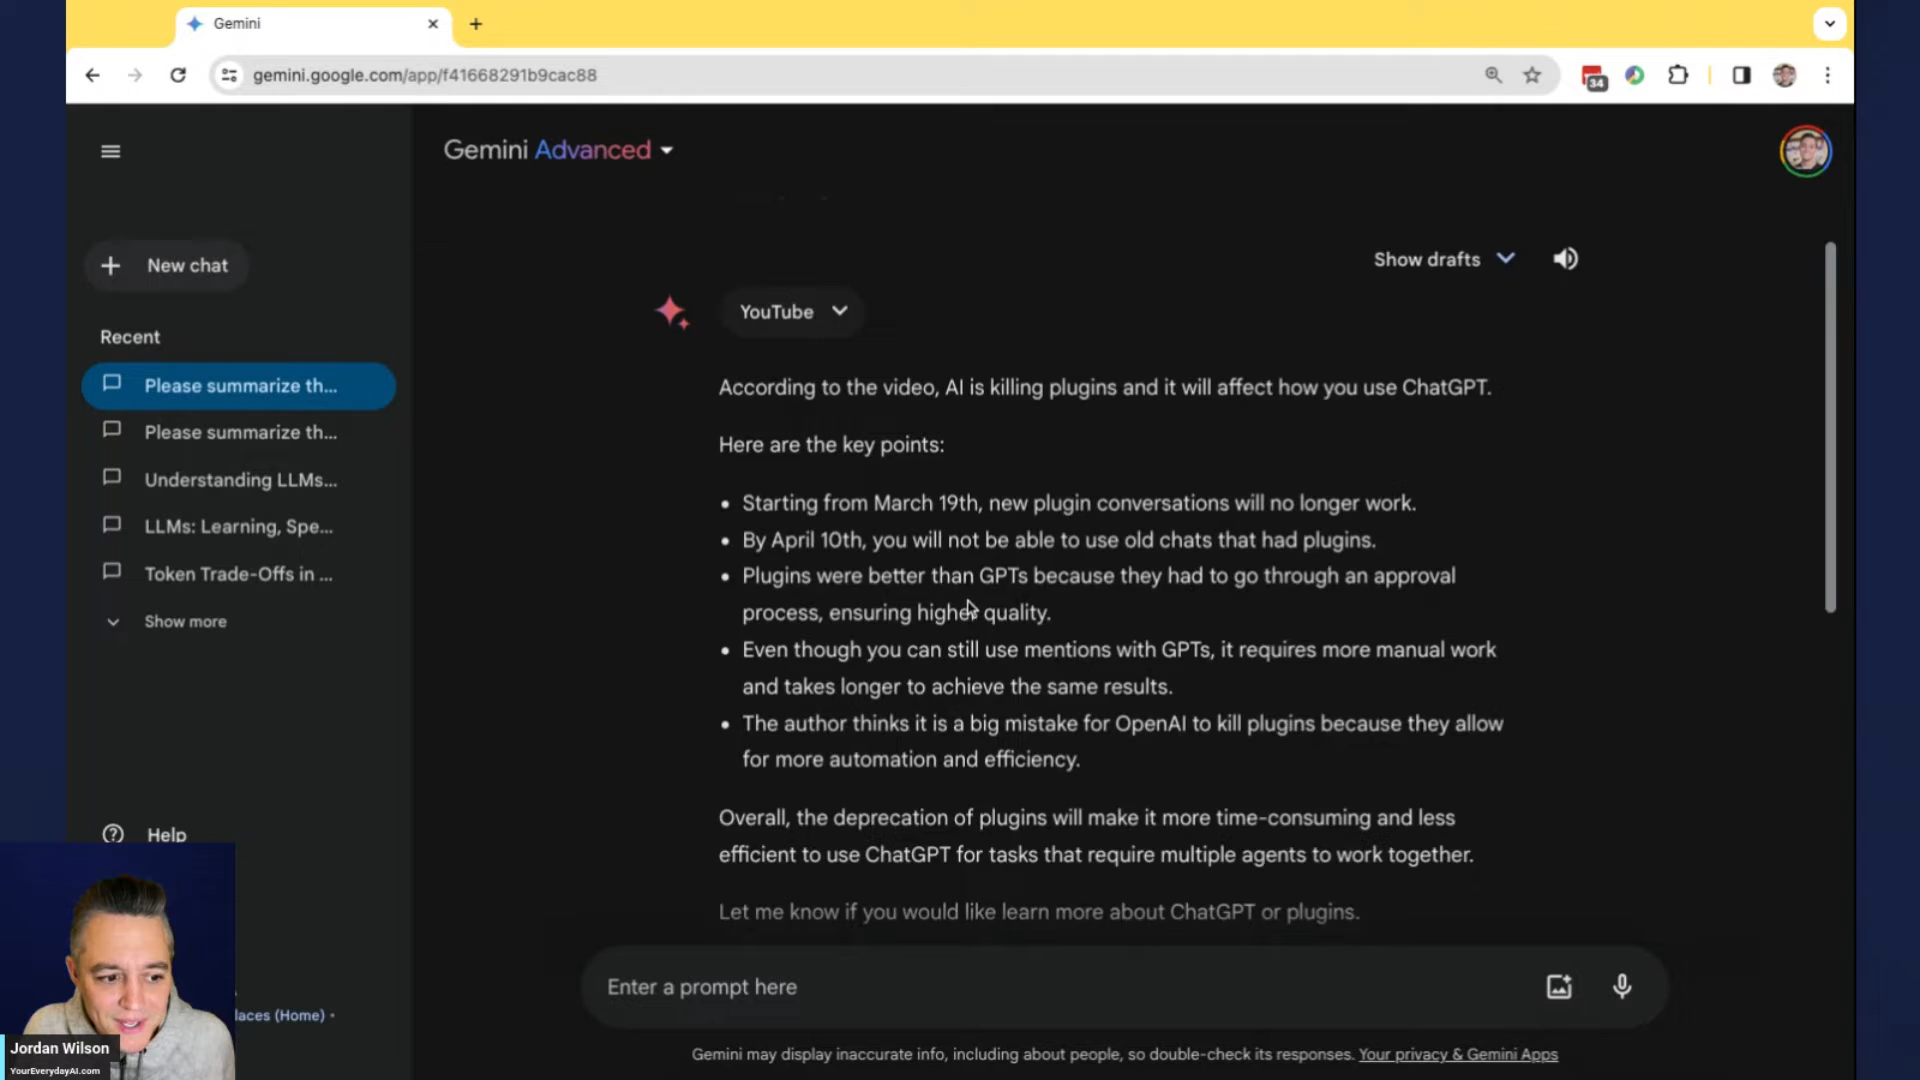 Gemini
gemini.google.com/app/f41668291b9cac88
34
Gemini Advanced
New chat
Recent
Please summarize th...
Please summarize th...
Understanding LLMs...
LLMs: Learning, Spe...
Token Trade-Offs in ...
Show more
Help
laces (Home) •
Show drafts
YouTube
According to the video, AI is killing plugins and it will affect how you use ChatGPT.
Here are the key points:
• Starting from March 19th, new plugin conversations will no longer work.
• By April 10th, you will not be able to use old chats that had plugins.
• Plugins were better than GPTs because they had to go through an approval
process, ensuring higher quality.
• Even though you can still use mentions with GPTs, it requires more manual work
and takes longer to achieve the same results.
• The author thinks it is a big mistake for OpenAI to kill plugins because they allow
for more automation and efficiency.
Overall, the deprecation of plugins will make it more time-consuming and less
efficient to use ChatGPT for tasks that require multiple agents to work together.
Let me know if you would like learn more about ChatGPT or plugins.
Enter a prompt here
Gemini may display inaccurate info, including about people, so double-check its responses. Your privacy & Gemini Apps
Jordan Wilson
YourEverydayAI.com